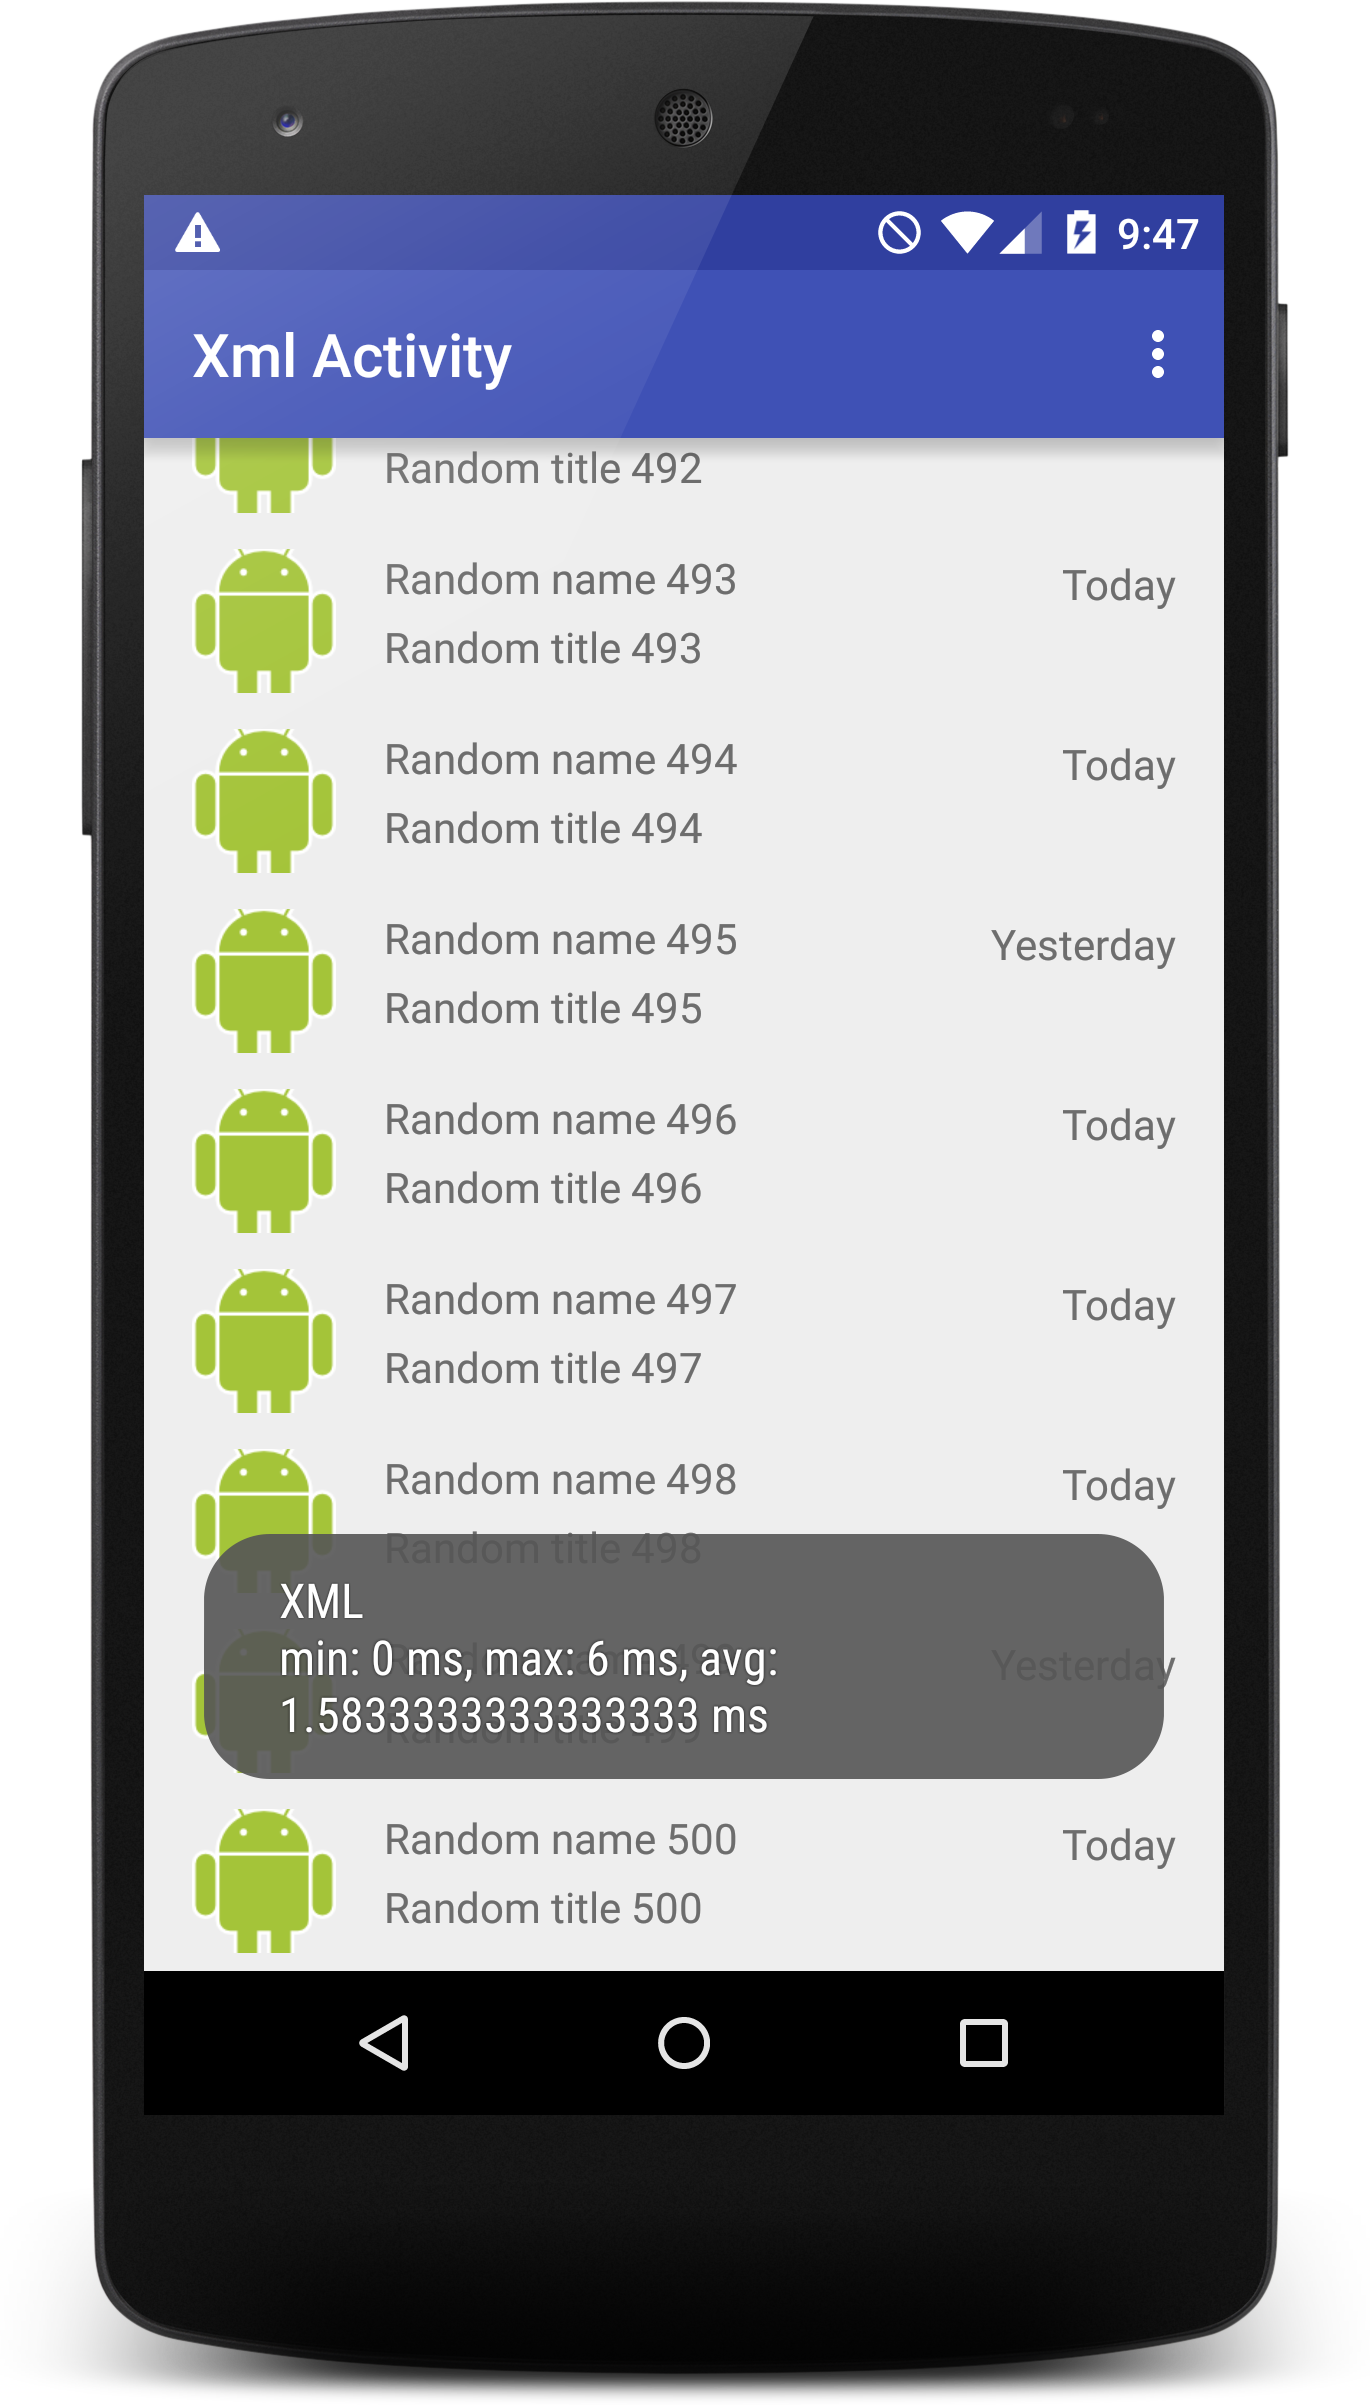 9:47
Xml Activity
Random title 492
Random name 493
Today
Random title 493
Random name 494
Today
Random title 494
Random name 495
Yesterday
Random title 495
Random name 496
Today
Random title 496
Random name 497
Today
Random title 497
Random name 498
Today
Random title 498
XML
min: 0 ms, max: 6 ms, avg:
1.5833333333333333 ms
Yesterday
Random title 499
Random name 500
Today
Random title 500